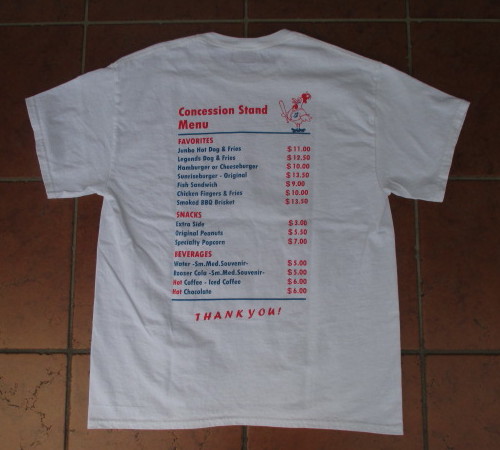 Concession Stand
Menu
FAVORITES
Jumbo Hot Dog & Fries $11.00
Legends Dog & Fries $12.50
Hamburger or Cheeseburger $10.00
Sunriseburger - Original $13.50
Fish Sandwich $9.00
Chicken Fingers & Fries $10.00
Smoked BBQ Brisket $13.50
SNACKS
Extra Side $3.00
Original Peanuts $5.50
Specialty Popcorn $7.00
BEVERAGES
Water -Sm.Med.Souvenir- $5.00
Rooser Cola -Sm.Med.Souvenir- $5.00
Hot Coffee - Iced Coffee $6.00
Hot Chocolate $6.00
THANK YOU!